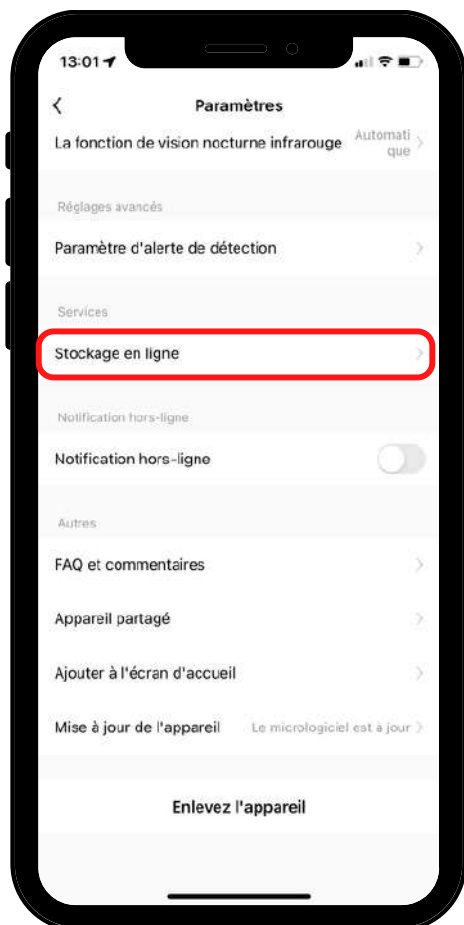 13:01
Paramètres
La fonction de vision nocturne infrarouge Automati
que
Réglages avancés
Paramètre d'alerte de détection
Services
Stockage en ligne
Notification hors-ligne
Notification hors-ligne
Autres
FAQ et commentaires
Appareil partagé
Ajouter à l'écran d'accueil
Mise à jour de l'appareil Le micrologiciel est à jour
Enlevez l'appareil